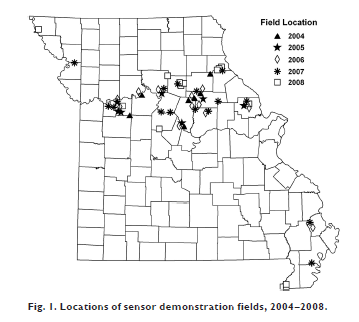 Field Location
2004
2005
2006
2007
2008
Fig. 1. Locations of sensor demonstration fields, 2004–2008.